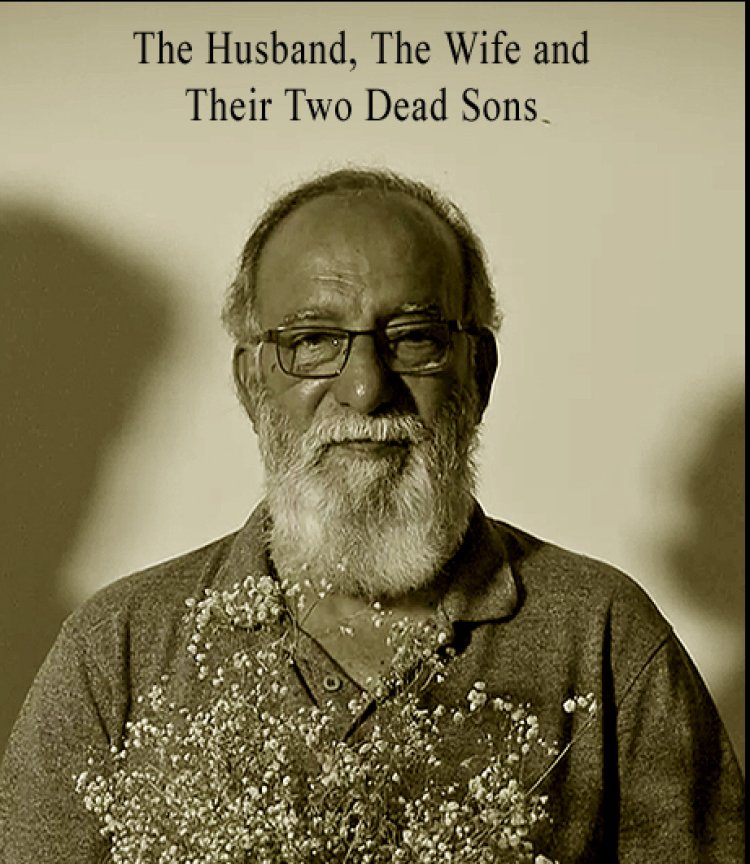 The Husband, The Wife and
Their Two Dead Sons